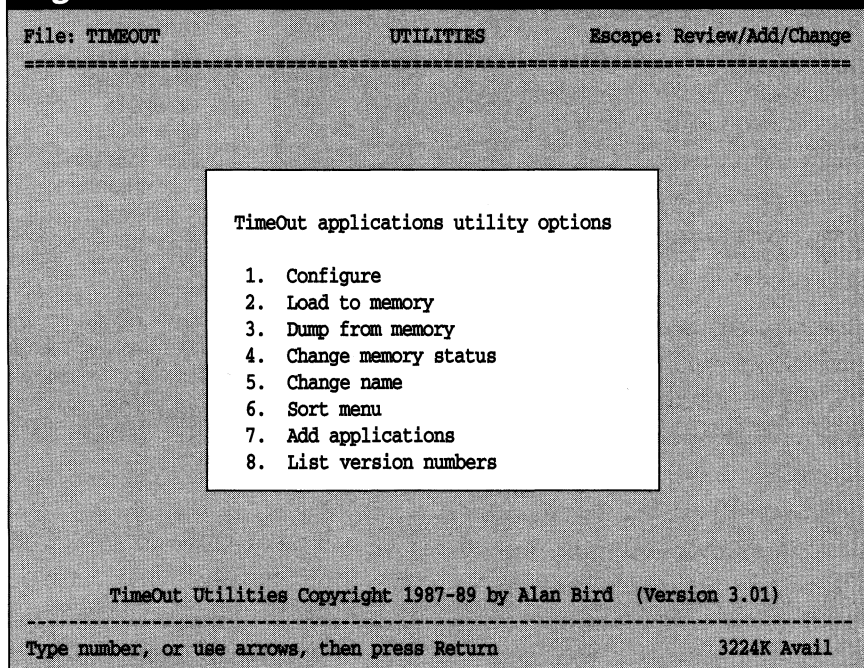 File: TIMEOUT UTILITIES Escape: Review/Add/Change
TimeOut applications utility options
1. Configure
2. Load to memory
3. Dump from memory
4. Change memory status
5. Change name
6. Sort menu
7. Add applications
8. List version numbers
TimeOut Utilities Copyright 1987-89 by Alan Bird (Version 3.01)
Type number, or use arrows, then press Return 3224K Avail